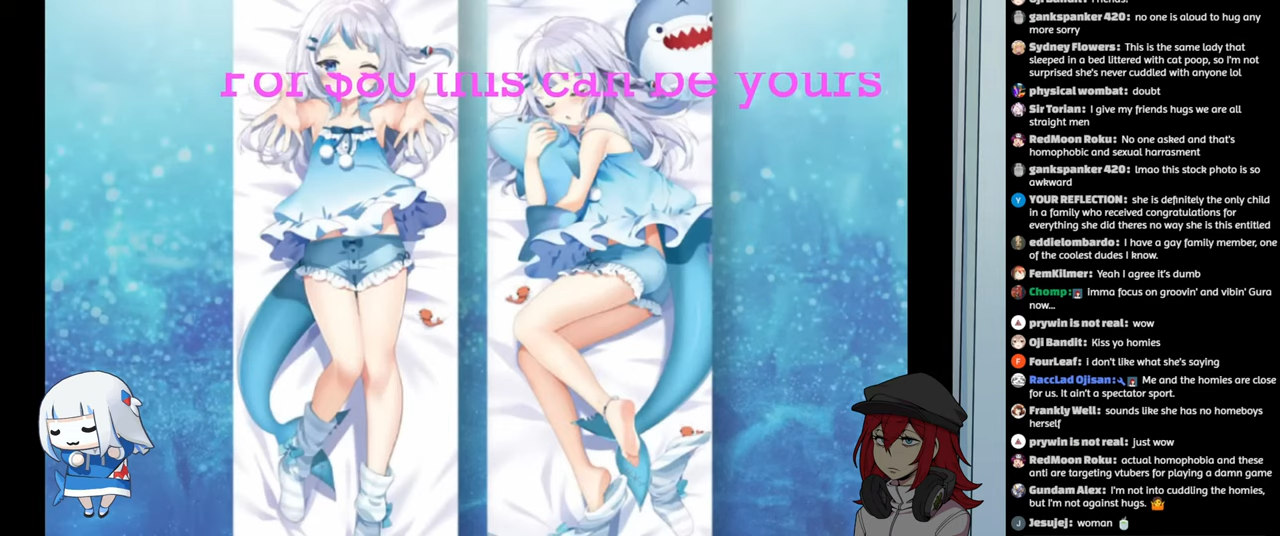 For $80 this can be yours
Oji Bandit: Friends!
gankspanker 420: no one is aloud to hug any
more sorry
Sydney Flowers: This is the same lady that
sleeped in a bed littered with cat poop, so I'm not
surprised she's never cuddled with anyone lol
physical wombat: doubt
Sir Torian: I give my friends hugs we are all
straight men
RedMoon Roku: No one asked and that's
homophobic and sexual harrasment
gankspanker 420: lmao this stock photo is so
awkward
YOUR REFLECTION: she is definitely the only child
in a family who received congratulations for
everything she did theres no way she is this entitled
eddielombardo: I have a gay family member, one
of the coolest dudes I know.
FemKilmer: Yeah I agree it's dumb
Chomp: imma focus on groovin' and vibin' Gura
now...
prywin is not real: wow
Oji Bandit: Kiss yo homies
FourLeaf: i don't like what she's saying
RaccLad Ojisan: Me and the homies are close
for us. It ain't a spectator sport.
Frankly Well: sounds like she has no homeboys
herself
prywin is not real: just wow
RedMoon Roku: actual homophobia and these
anti are targeting vtubers for playing a damn game
Gundam Alex: I'm not into cuddling the homies,
but I'm not against hugs.
Jesujej: woman